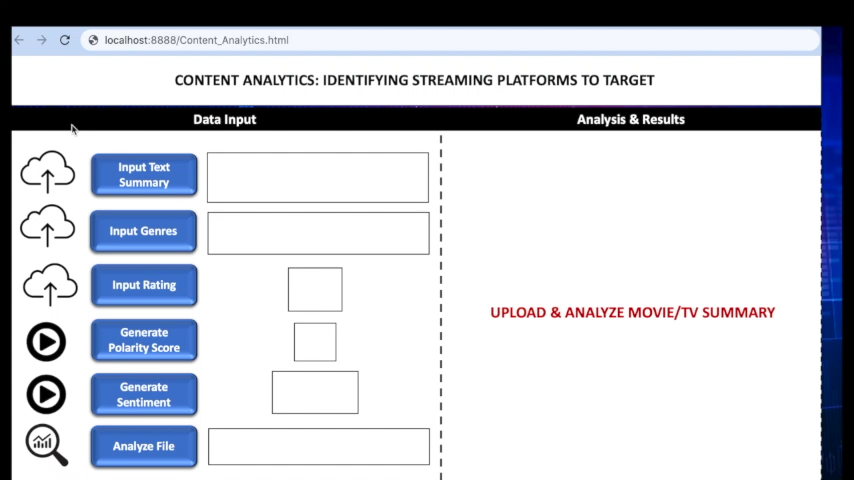 localhost:8888/Content_Analytics.html
CONTENT ANALYTICS: IDENTIFYING STREAMING PLATFORMS TO TARGET
Data Input
Analysis & Results
Input Text
Summary
Input Genres
Input Rating
Generate
Polarity Score
Generate
Sentiment
Analyze File
UPLOAD & ANALYZE MOVIE/TV SUMMARY